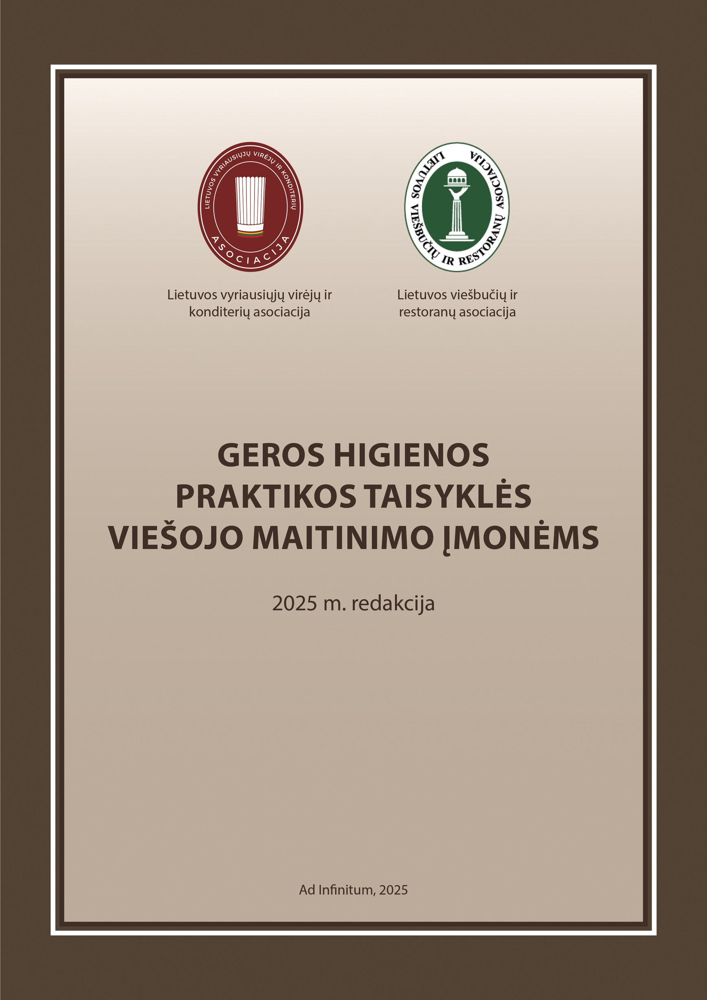 LIETUVOS VYRIAUSIŲJŲ VIRĖJŲ IR KONDITERIŲ
ASOCIACIJA
LIETUVOS VIEŠBUČIŲ IR RESTORANŲ ASOCIACIJA
Lietuvos vyriausiųjų virėjų ir
konditerių asociacija
Lietuvos viešbučių ir
restoranų asociacija
GEROS HIGIENOS
PRAKTIKOS TAISYKLĖS
VIEŠOJO MAITINIMO ĮMONĖMS
2025 m. redakcija
Ad Infinitum, 2025